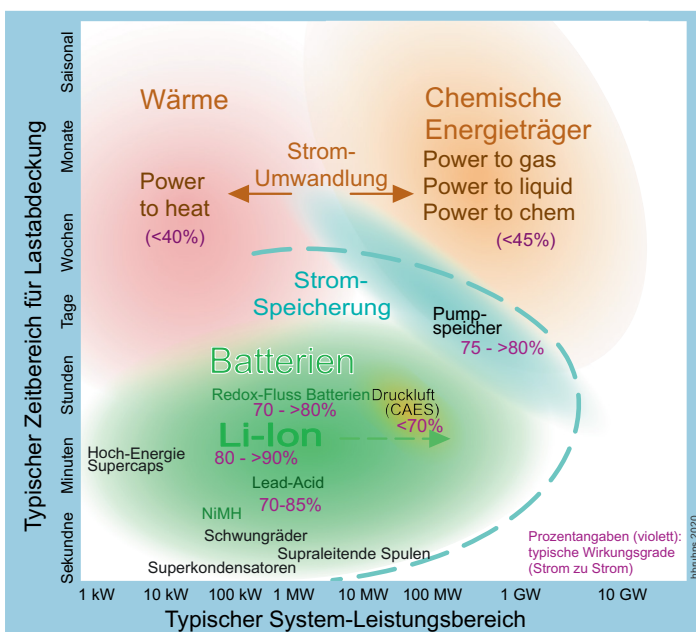 Typischer Zeitbereich für Lastabdeckung
Saisonal
Monate
Wochen
Tage
Stunden
Minuten
Sekundne
Wärme
Chemische
Energieträger
Strom-
Umwandlung
Power
to heat
(<40%)
Power to gas
Power to liquid
Power to chem
(<45%)
Strom-
Speicherung
Pump-
speicher
75 - >80%
Batterien
Redox-Fluss Batterien
70 - >80%
Druckluft
(CAES)
<70%
Li-Ion
80 - >90%
Hoch-Energie
Supercaps
Lead-Acid
70-85%
NiMH
Schwungräder
Supraleitende Spulen
Superkondensatoren
Prozentangaben (violett):
typische Wirkungsgrade
(Strom zu Strom)
1 kW 10 kW 100 kW 1 MW 10 MW 100 MW 1 GW 10 GW
Typischer System-Leistungsbereich